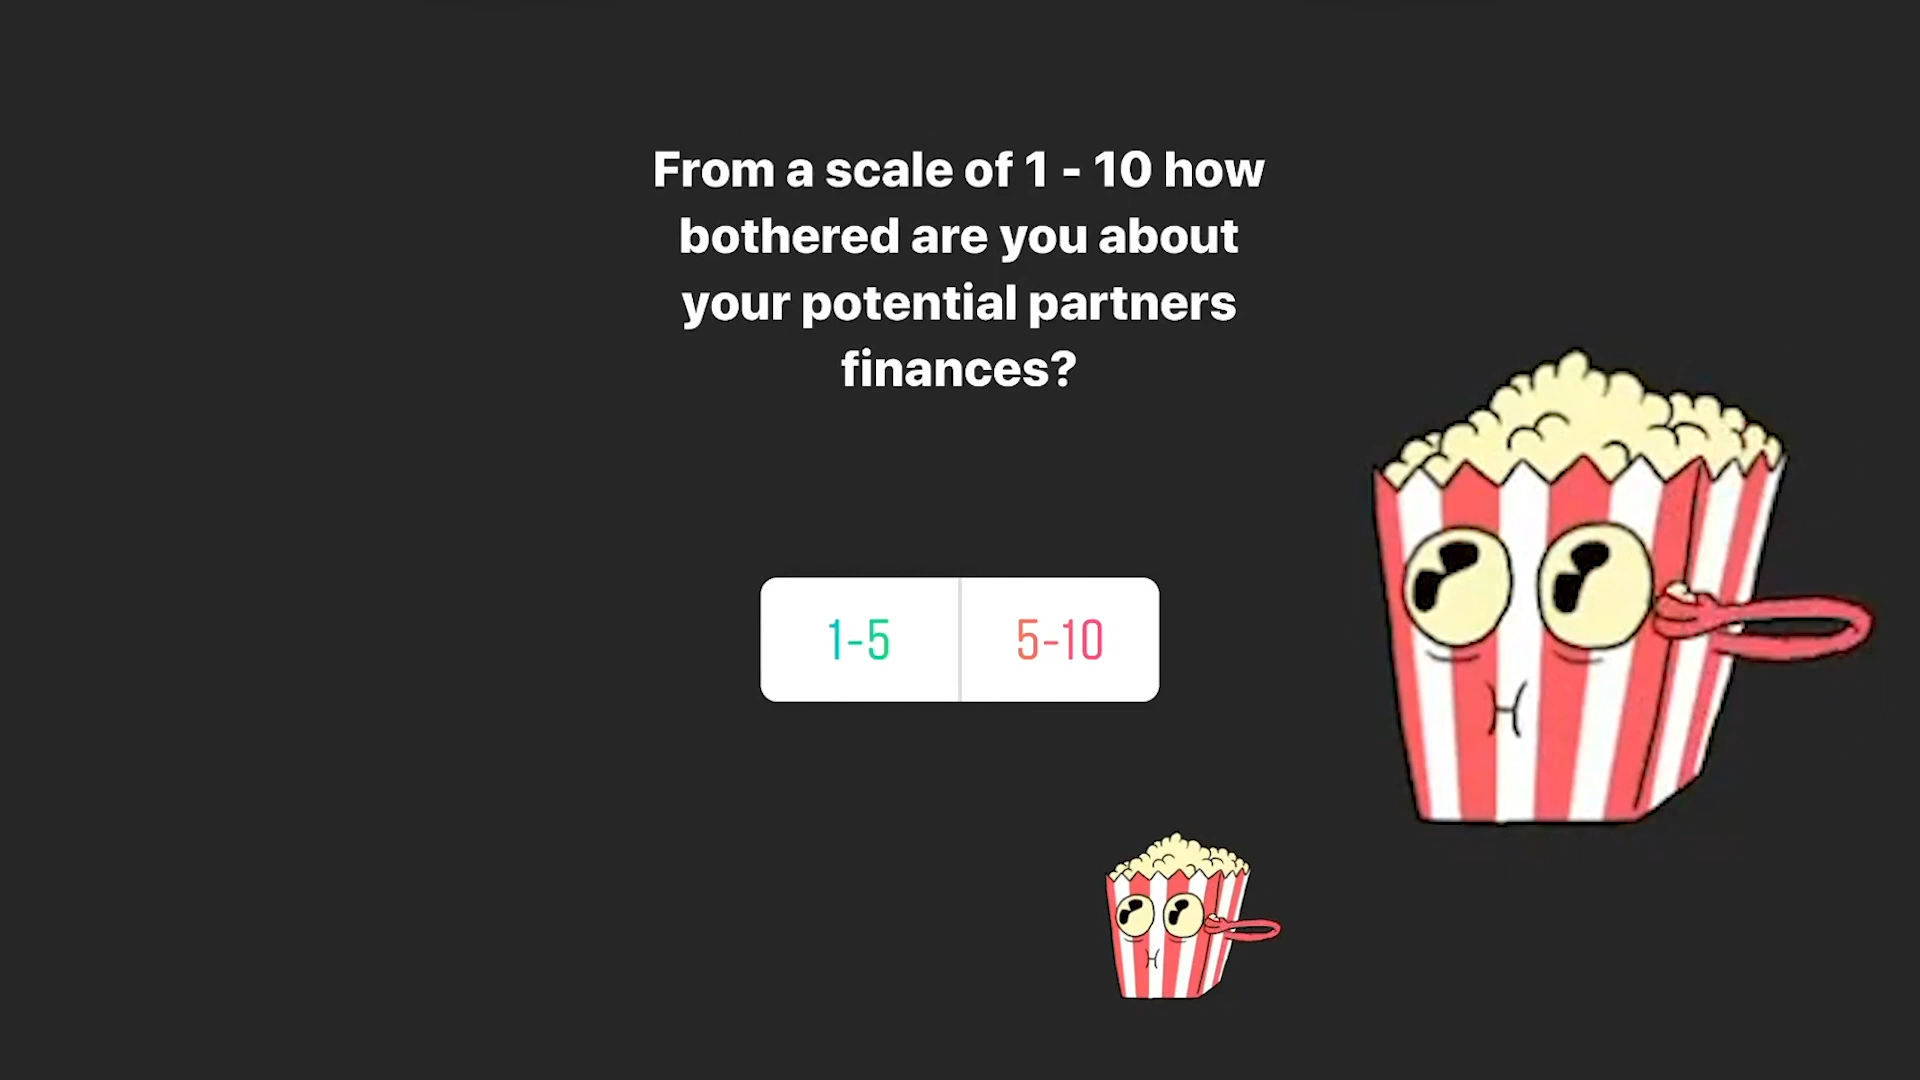 From a scale of 1 - 10 how
bothered are you about
your potential partners
finances?
1-5
5-10